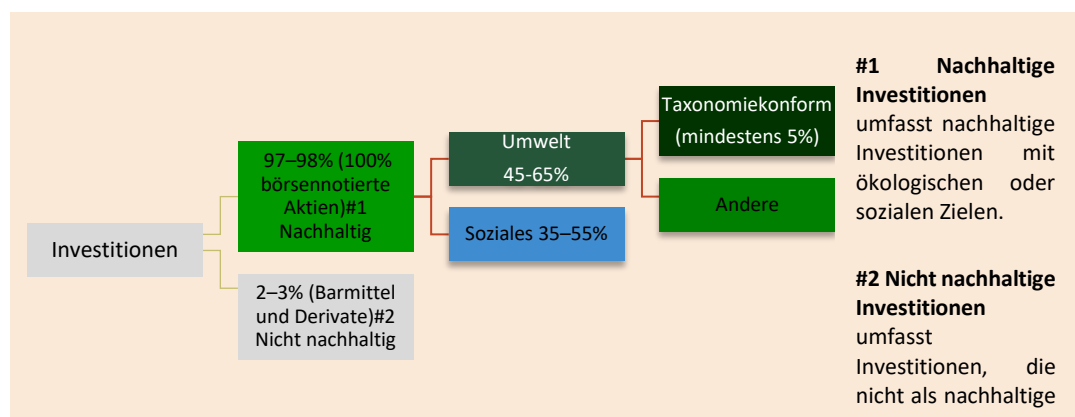 Investitionen
97–98% (100%
börsennotierte
Aktien)#1
Nachhaltig
2–3% (Barmittel
und Derivate)#2
Nicht nachhaltig
Umwelt
45-65%
Soziales 35–55%
Taxonomiekonform
(mindestens 5%)
Andere
#1 Nachhaltige
Investitionen
umfasst nachhaltige
Investitionen mit
ökologischen oder
sozialen Zielen.
#2 Nicht nachhaltige
Investitionen
umfasst
Investitionen, die
nicht als nachhaltige